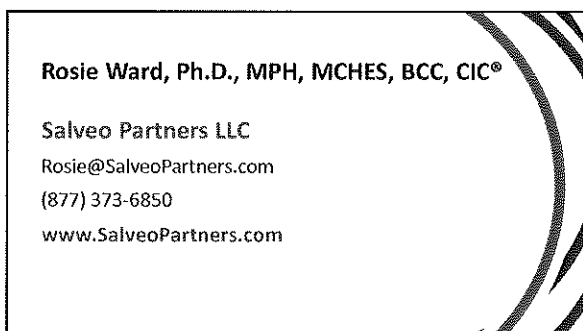 Rosie Ward, Ph.D., MPH, MCHES, BCC, CIC®
Salveo Partners LLC
Rosie@SalveoPartners.com
(877) 373-6850
www.SalveoPartners.com